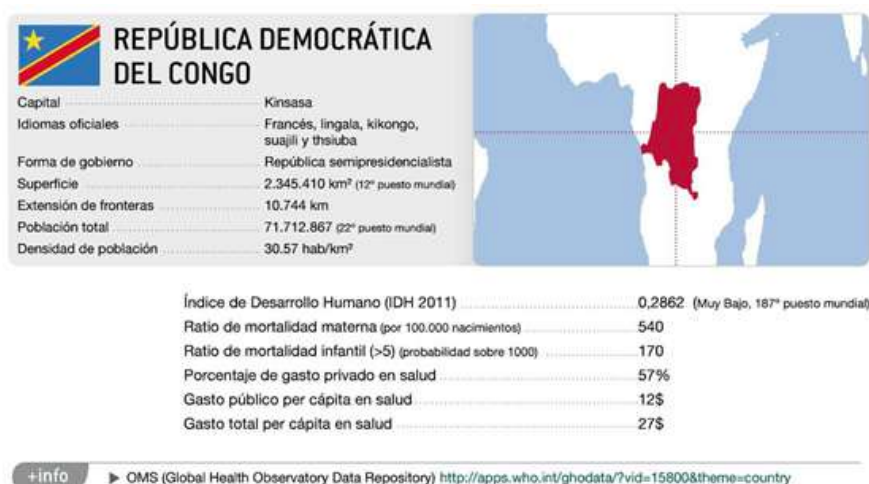 REPÚBLICA DEMOCRÁTICA
DEL CONGO
Capital Kinsasa
Idiomas oficiales Francés, lingala, kikongo,
suajili y thsiuba
Forma de gobierno República semipresidencialista
Superficie 2.345.410 km² (12º puesto mundial)
Extensión de fronteras 10.744 km
Población total 71.712.867 (22º puesto mundial)
Densidad de población 30.57 hab/km²
Índice de Desarrollo Humano (IDH 2011) 0,2862 (Muy Bajo, 187º puesto mundial)
Ratio de mortalidad materna (por 100.000 nacimientos) 540
Ratio de mortalidad infantil (>5) (probabilidad sobre 1000) 170
Porcentaje de gasto privado en salud 57%
Gasto público per cápita en salud 12$
Gasto total per cápita en salud 27$
+info ▶ OMS (Global Health Observatory Data Repository) http://apps.who.int/ghodata/?vid=15800&theme=country